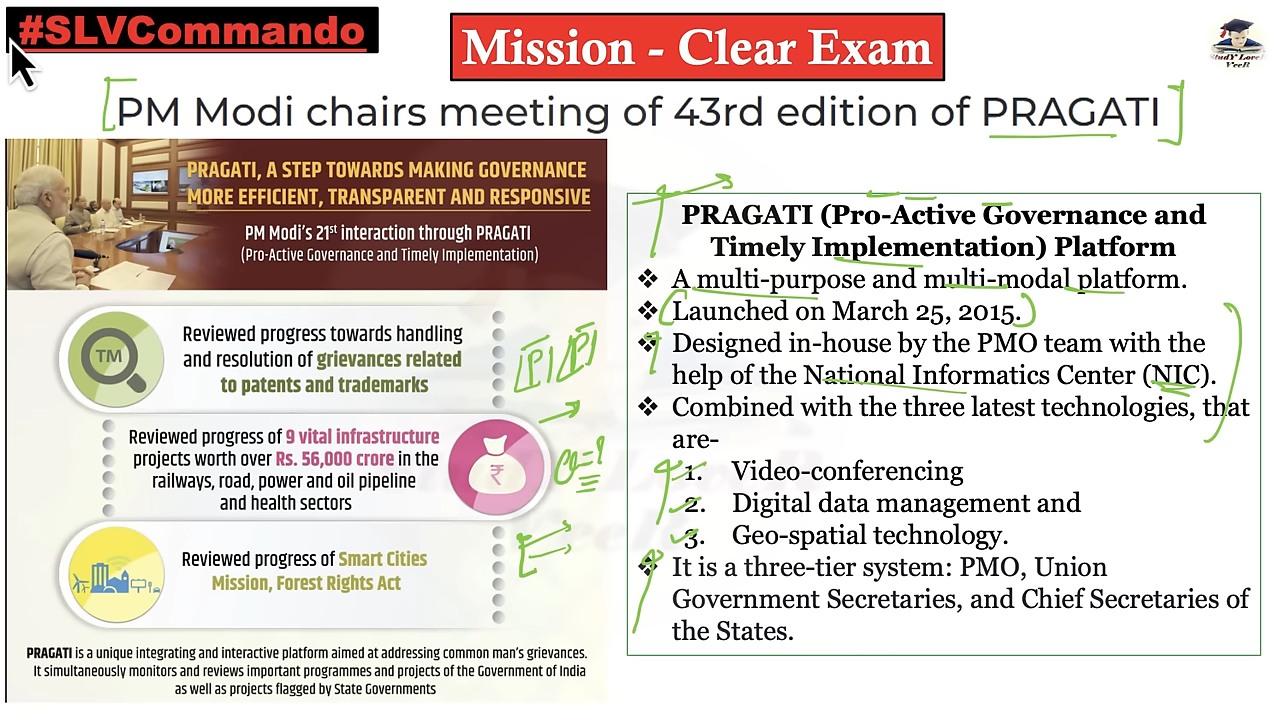 #SLVCommando
Mission - Clear Exam
StudY LoveR
VeeR
PM Modi chairs meeting of 43rd edition of PRAGATI
PRAGATI, A STEP TOWARDS MAKING GOVERNANCE
MORE EFFICIENT, TRANSPARENT AND RESPONSIVE
PM Modi's 21st interaction through PRAGATI
(Pro-Active Governance and Timely Implementation)
TM
Reviewed progress towards handling
and resolution of grievances related
to patents and trademarks
Reviewed progress of 9 vital infrastructure
projects worth over Rs. 56,000 crore in the
railways, road, power and oil pipeline
and health sectors
₹
Reviewed progress of Smart Cities
Mission, Forest Rights Act
PRAGATI is a unique integrating and interactive platform aimed at addressing common man's grievances.
It simultaneously monitors and reviews important programmes and projects of the Government of India
as well as projects flagged by State Governments
PRAGATI (Pro-Active Governance and
Timely Implementation) Platform
❖ A multi-purpose and multi-modal platform.
❖ Launched on March 25, 2015.
❖ Designed in-house by the PMO team with the
help of the National Informatics Center (NIC).
❖ Combined with the three latest technologies, that
are-
1. Video-conferencing
2. Digital data management and
3. Geo-spatial technology.
❖ It is a three-tier system: PMO, Union
Government Secretaries, and Chief Secretaries of
the States.